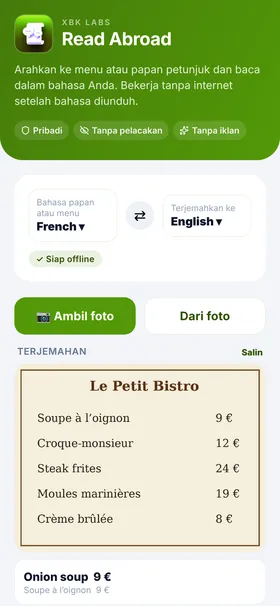 XBK LABS
Read Abroad
Arahkan ke menu atau papan petunjuk dan baca
dalam bahasa Anda. Bekerja tanpa internet
setelah bahasa diunduh.
Pribadi
Tanpa pelacakan
Tanpa iklan
Bahasa papan
atau menu
French ▾
Terjemahkan ke
English ▾
✓ Siap offline
Ambil foto
Dari foto
TERJEMAHAN
Salin
Le Petit Bistro
Soupe à l’oignon 9 €
Croque-monsieur 12 €
Steak frites 24 €
Moules marinières 19 €
Crème brûlée 8 €
Onion soup 9 €
Soupe à l’oignon 9 €